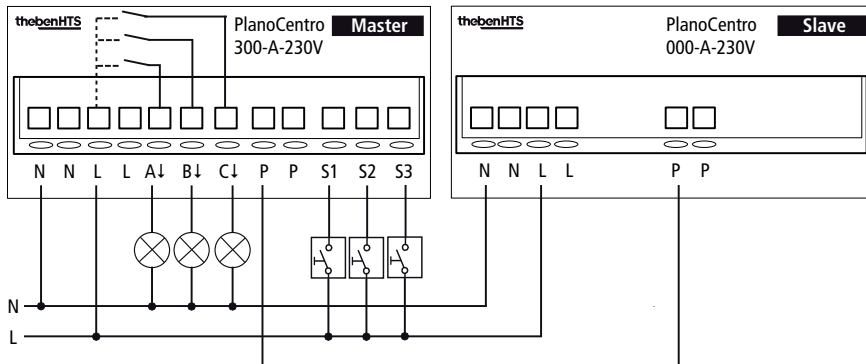 thebenHTS PlanoCentro Master
300-A-230V
thebenHTS PlanoCentro Slave
000-A-230V
N N L L A↓ B↓ C↓ P P S1 S2 S3
N N L L P P
N
L